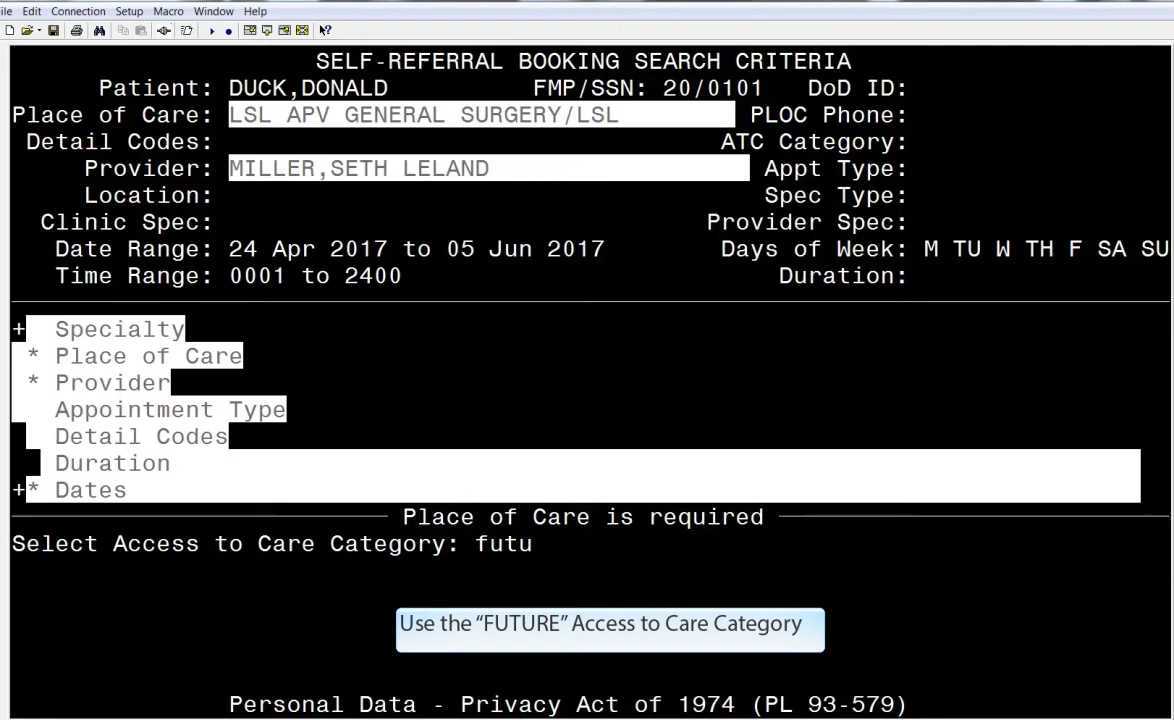 ile Edit Connection Setup Macro Window Help
SELF-REFERRAL BOOKING SEARCH CRITERIA
Patient: DUCK,DONALD FMP/SSN: 20/0101 DoD ID:
Place of Care: LSL APV GENERAL SURGERY/LSL PLOC Phone:
Detail Codes: ATC Category:
Provider: MILLER,SETH LELAND Appt Type:
Location: Spec Type:
Clinic Spec: Provider Spec:
Date Range: 24 Apr 2017 to 05 Jun 2017 Days of Week: M TU W TH F SA SU
Time Range: 0001 to 2400 Duration:
+ Specialty
* Place of Care
* Provider
Appointment Type
Detail Codes
Duration
+* Dates
Place of Care is required
Select Access to Care Category: futu
Use the “FUTURE” Access to Care Category
Personal Data - Privacy Act of 1974 (PL 93-579)